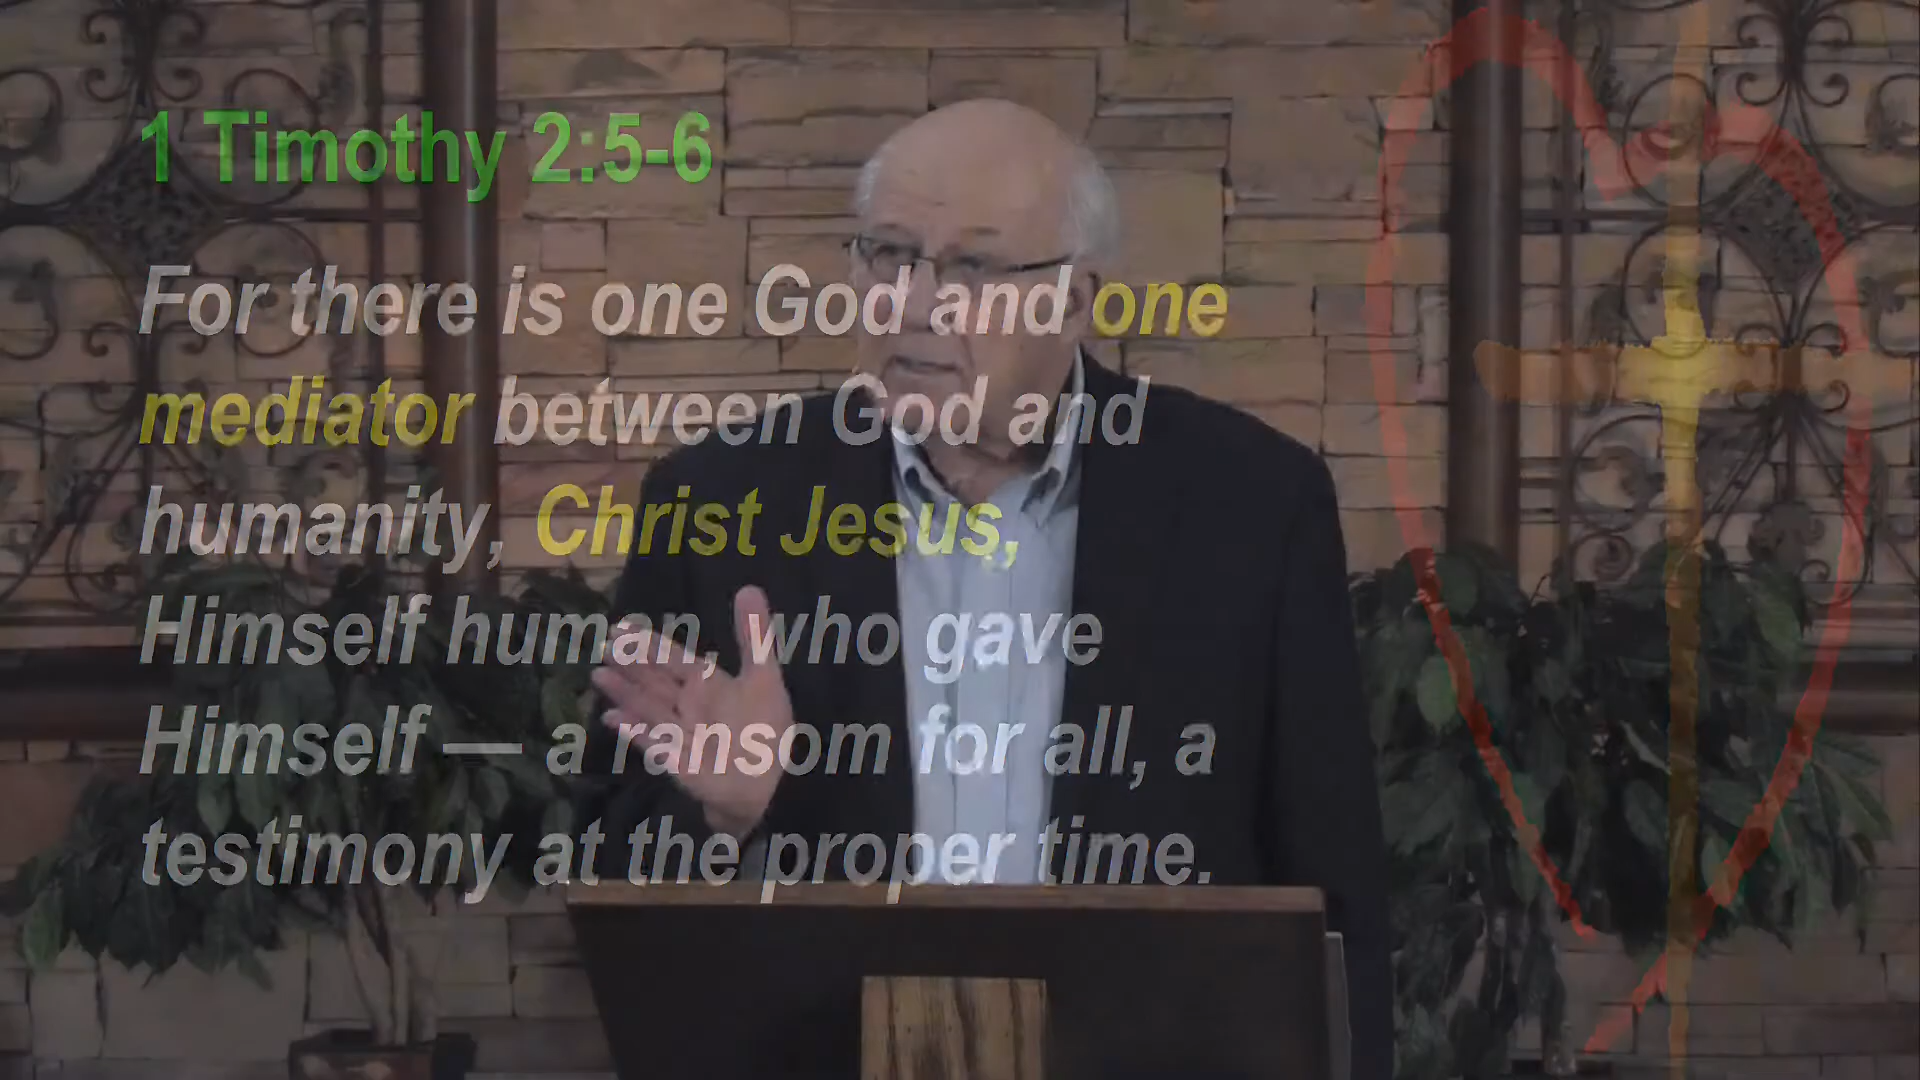 1 Timothy 2:5-6
For there is one God and one
mediator between God and
humanity, Christ Jesus,
Himself human, who gave
Himself — a ransom for all, a
testimony at the proper time.